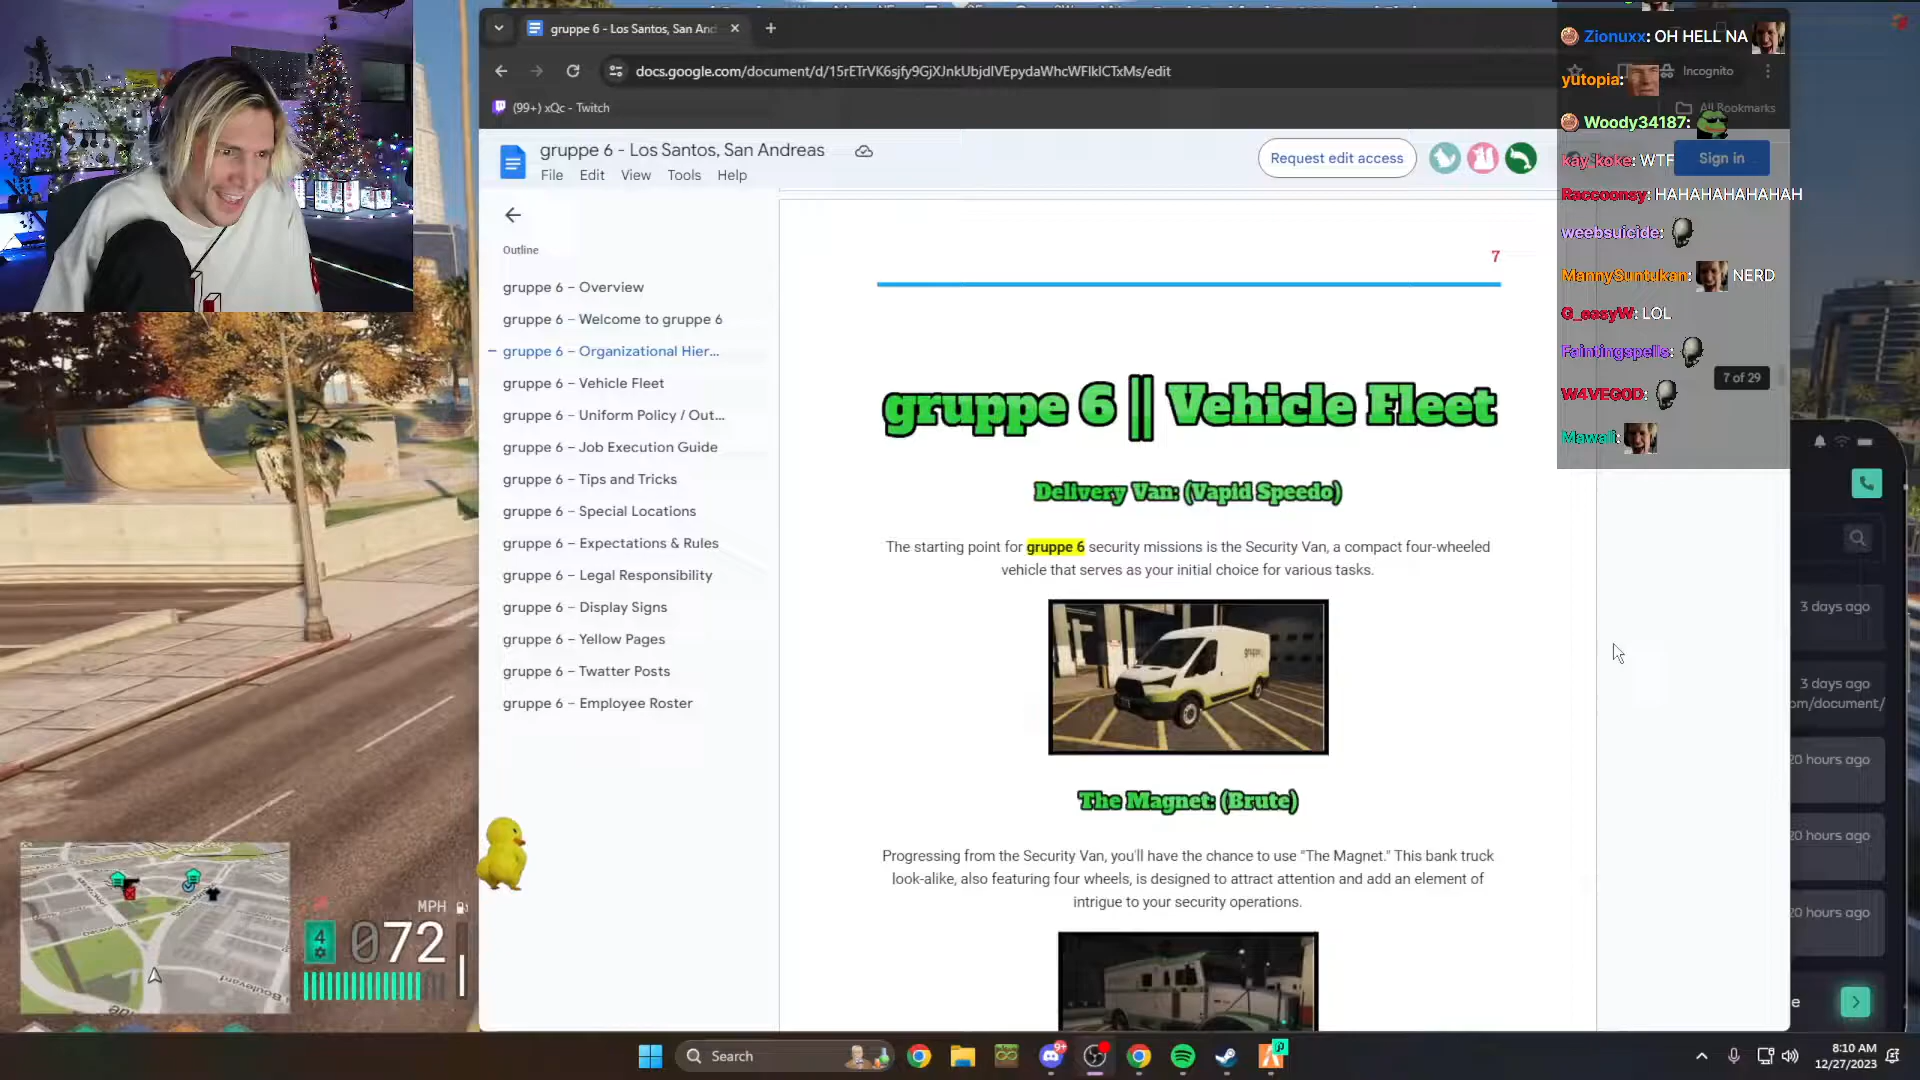 gruppe 6 - Los Santos, San And
docs.google.com/document/d/15rETrVK6sjfy9GjXJnkUbjdlVEpydaWhcWFlklCTxMs/edit
Incognito
(99+) xQc - Twitch
All Bookmarks
gruppe 6 - Los Santos, San Andreas
File Edit View Tools Help
Request edit access
Sign in
Outline
gruppe 6 – Overview
gruppe 6 – Welcome to gruppe 6
gruppe 6 – Organizational Hier...
gruppe 6 – Vehicle Fleet
gruppe 6 – Uniform Policy / Out...
gruppe 6 – Job Execution Guide
gruppe 6 – Tips and Tricks
gruppe 6 – Special Locations
gruppe 6 – Expectations & Rules
gruppe 6 – Legal Responsibility
gruppe 6 – Display Signs
gruppe 6 – Yellow Pages
gruppe 6 – Twatter Posts
gruppe 6 – Employee Roster
7
gruppe 6 || Vehicle Fleet
Delivery Van: (Vapid Speedo)
The starting point for gruppe 6 security missions is the Security Van, a compact four-wheeled
vehicle that serves as your initial choice for various tasks.
The Magnet: (Brute)
Progressing from the Security Van, you'll have the chance to use "The Magnet." This bank truck
look-alike, also featuring four wheels, is designed to attract attention and add an element of
intrigue to your security operations.
Zionuxx: OH HELL NA
yutopia:
Woody34187:
kay_koke: WTF
Raccoonsy: HAHAHAHAHAHAH
weebsuicide:
MannySuntukan: NERD
G_easyW: LOL
Faintingspells:
7 of 29
W4VEG0D:
Mawali:
3 days ago
3 days ago
om/document/
20 hours ago
20 hours ago
20 hours ago
e
MPH
4
072
Boulevard
Search
9+
8:10 AM
12/27/2023